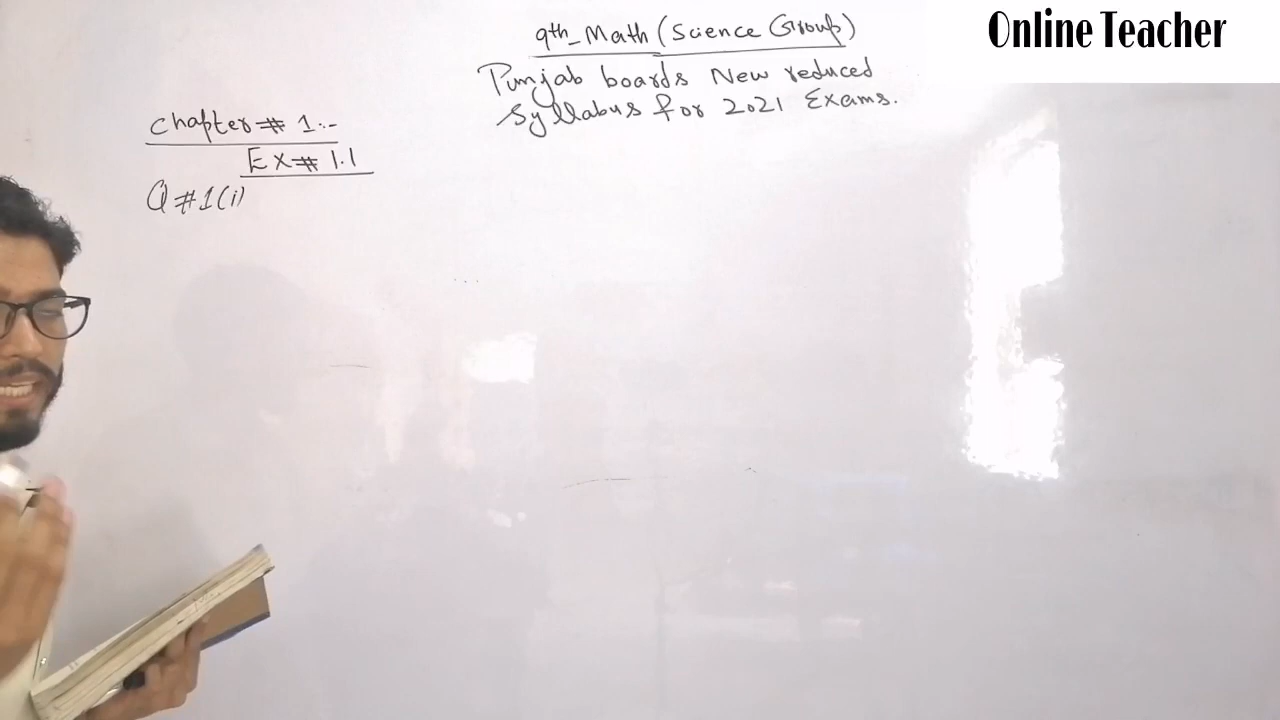 Online Teacher
9th_Math (Science Group)
Punjab boards New reduced
Syllabus for 2021 Exams.
Chapter # 1:-
Ex # 1.1
Q #1(i)